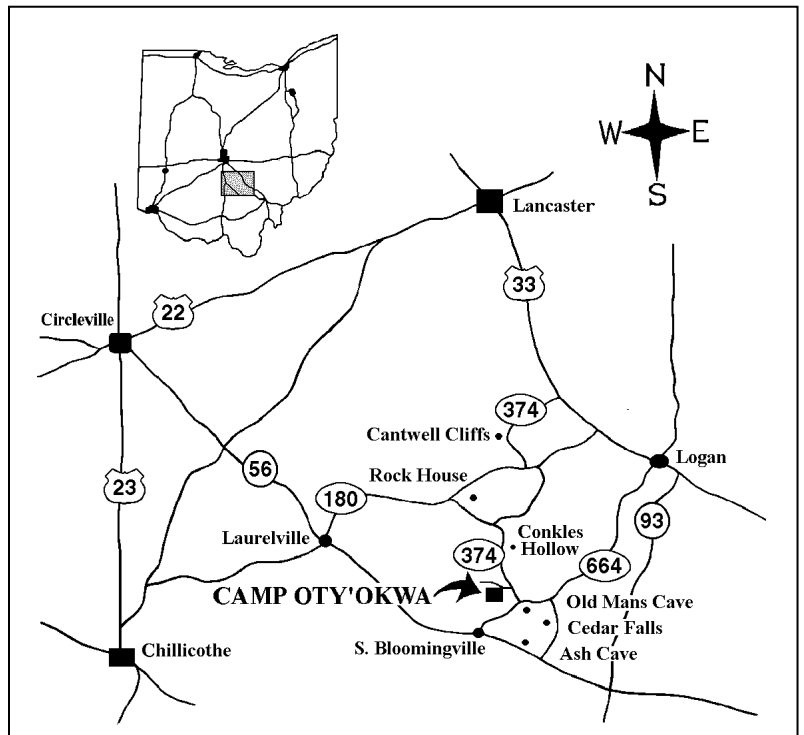 N
W E
S
Lancaster
33
22
Circleville
374
Cantwell Cliffs
Logan
56
Rock House
23
180
93
Laurelville
Conkles
Hollow
374
664
CAMP OTY'OKWA
Old Mans Cave
Cedar Falls
S. Bloomingville
Ash Cave
Chillicothe